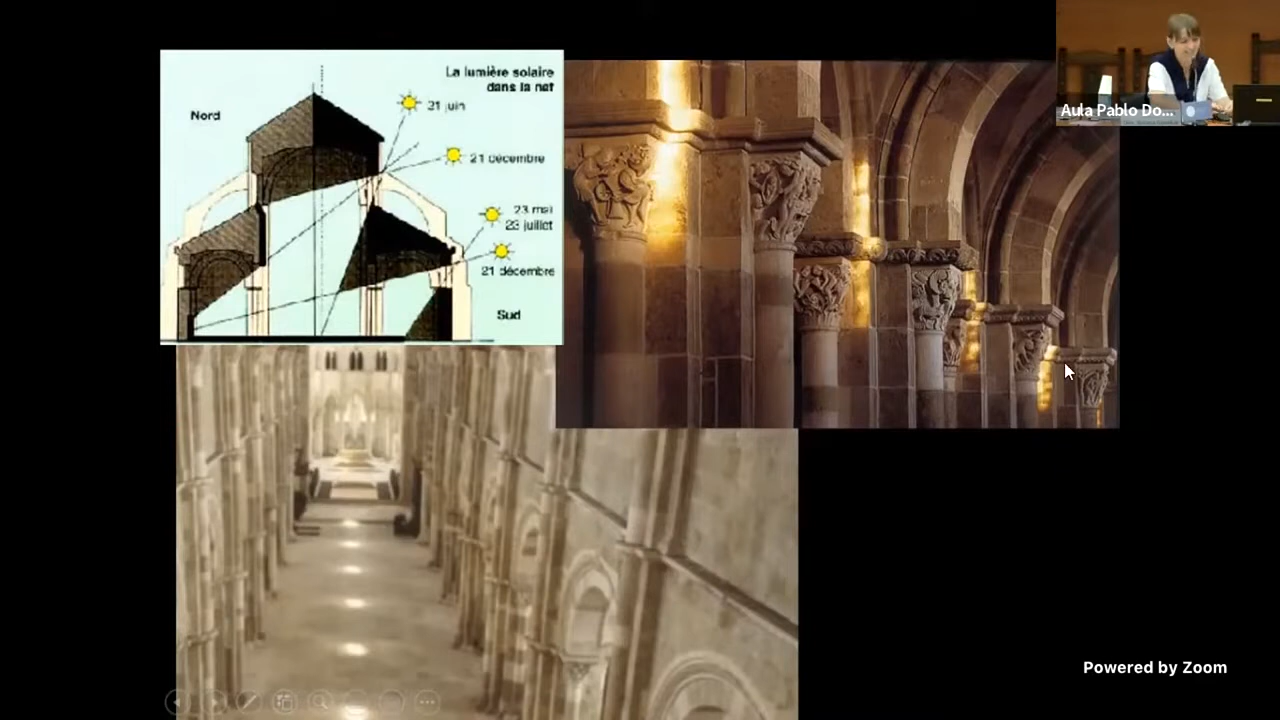 La lumière solaire
dans la nef
Nord
21 juin
21 décembre
23 mai
23 juillet
21 décembre
Sud
Aula Pablo Do...
Powered by Zoom